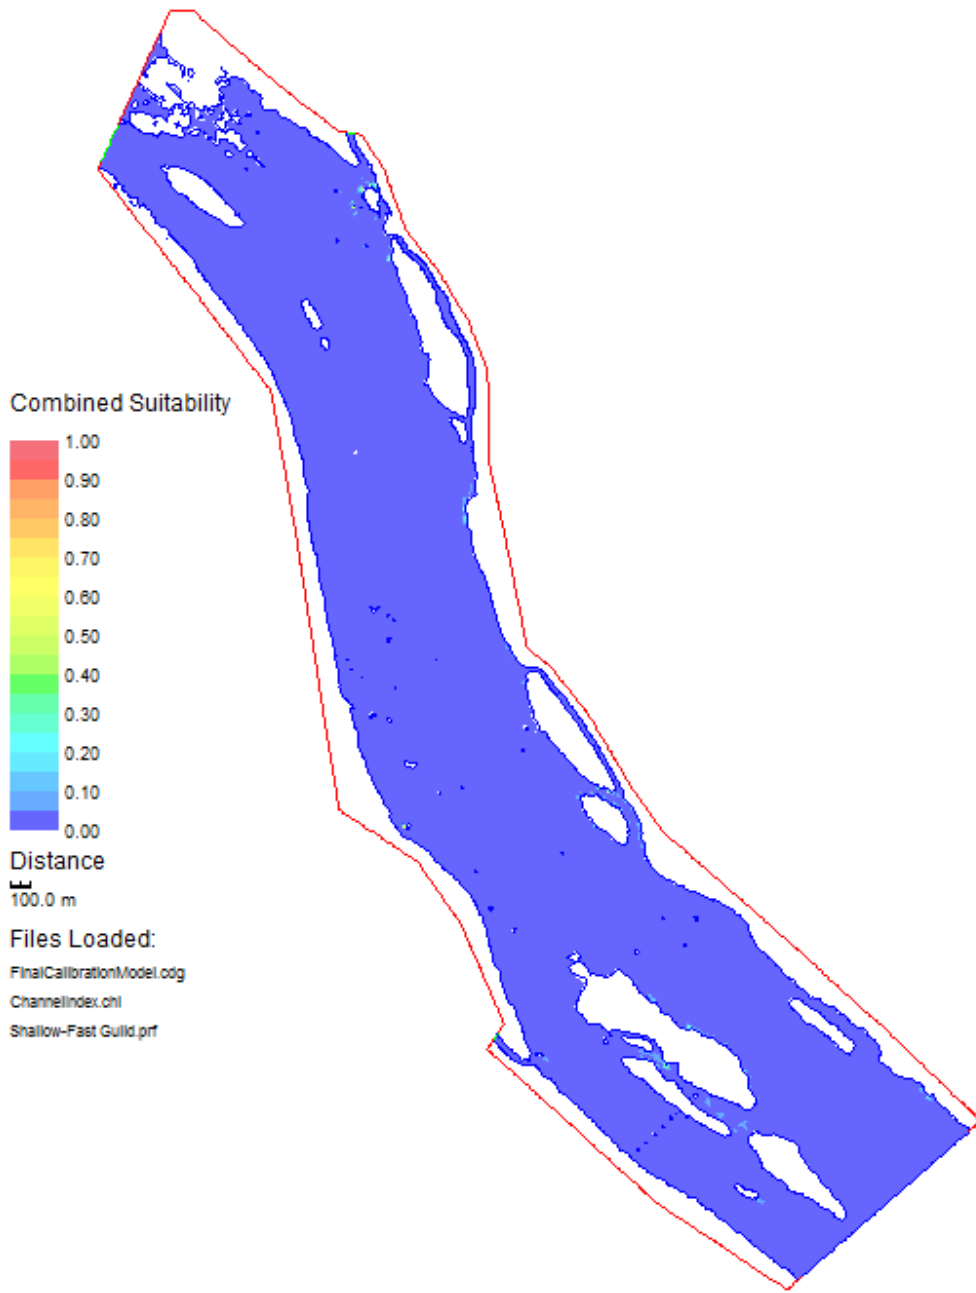 Combined Suitability
1.00
0.90
0.80
0.70
0.60
0.50
0.40
0.30
0.20
0.10
0.00
Distance
100.0 m
Files Loaded:
FinalCalibrationModel.cdg
ChannelIndex.chi
Shallow-Fast Guild.prf